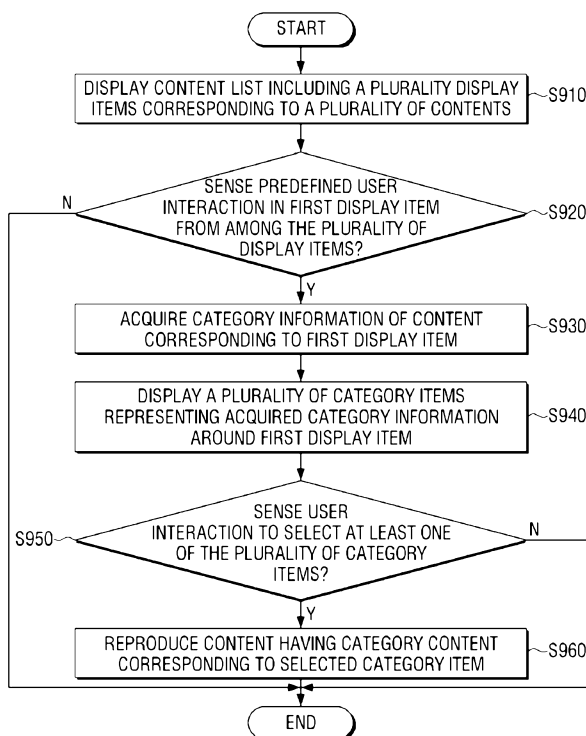 START
DISPLAY CONTENT LIST INCLUDING A PLURALITY DISPLAY
ITEMS CORRESPONDING TO A PLURALITY OF CONTENTS
S910
SENSE PREDEFINED USER
INTERACTION IN FIRST DISPLAY ITEM
FROM AMONG THE PLURALITY OF
DISPLAY ITEMS?
S920
N
Y
ACQUIRE CATEGORY INFORMATION OF CONTENT
CORRESPONDING TO FIRST DISPLAY ITEM
S930
DISPLAY A PLURALITY OF CATEGORY ITEMS
REPRESENTING ACQUIRED CATEGORY INFORMATION
AROUND FIRST DISPLAY ITEM
S940
SENSE USER
INTERACTION TO SELECT AT LEAST ONE
OF THE PLURALITY OF CATEGORY
ITEMS?
S950
N
Y
REPRODUCE CONTENT HAVING CATEGORY CONTENT
CORRESPONDING TO SELECTED CATEGORY ITEM
S960
END